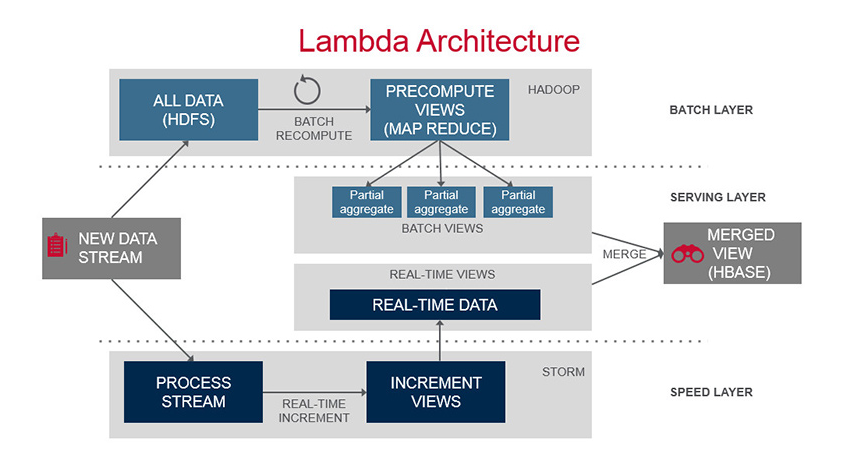 Lambda Architecture
HADOOP
ALL DATA
(HDFS)
BATCH
RECOMPUTE
PRECOMPUTE
VIEWS
(MAP REDUCE)
BATCH LAYER
Partial
aggregate
Partial
aggregate
Partial
aggregate
BATCH VIEWS
SERVING LAYER
NEW DATA
STREAM
MERGE
MERGED
VIEW
(HBASE)
REAL-TIME VIEWS
REAL-TIME DATA
STORM
PROCESS
STREAM
REAL-TIME
INCREMENT
INCREMENT
VIEWS
SPEED LAYER